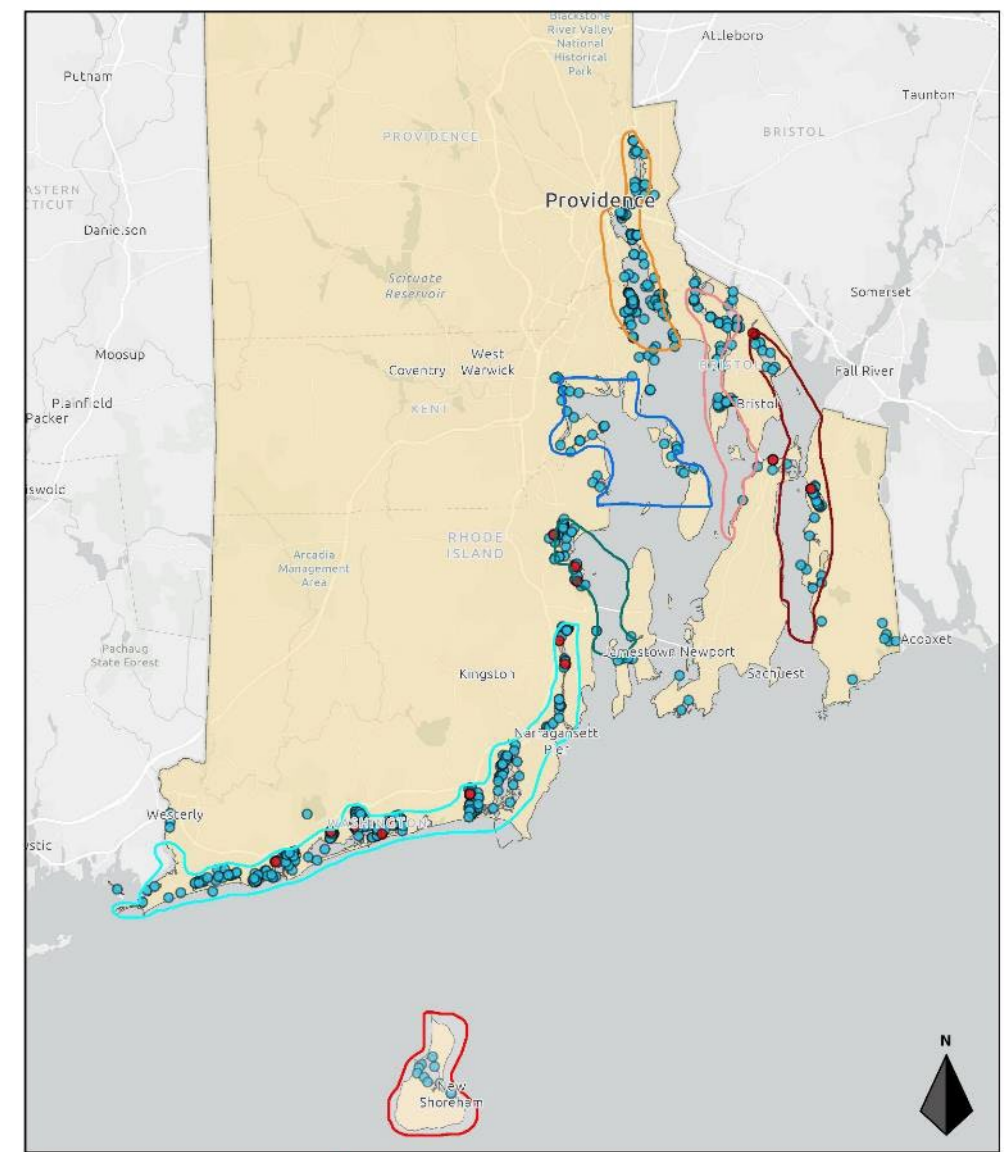 Blackstone
River Valley
National
Historical
Park
Attleboro
Putnam
Taunton
PROVIDENCE
BRISTOL
ASTERN
TICUT
Providence
Danielson
Scituate
Reservoir
Somerset
Moosup
West
Warwick
Coventry
BRISTOL
Fall River
Plainfield
Packer
KENT
Bristol
iswold
RHODE
ISLAND
Arcadia
Management
Area
Pachaug
State Forest
Acoaxet
Jamestown
Newport
Kingston
Sachuest
Narragansett
Pier
Westerly
WASHINGTON
ystic
N
New
Shoreham